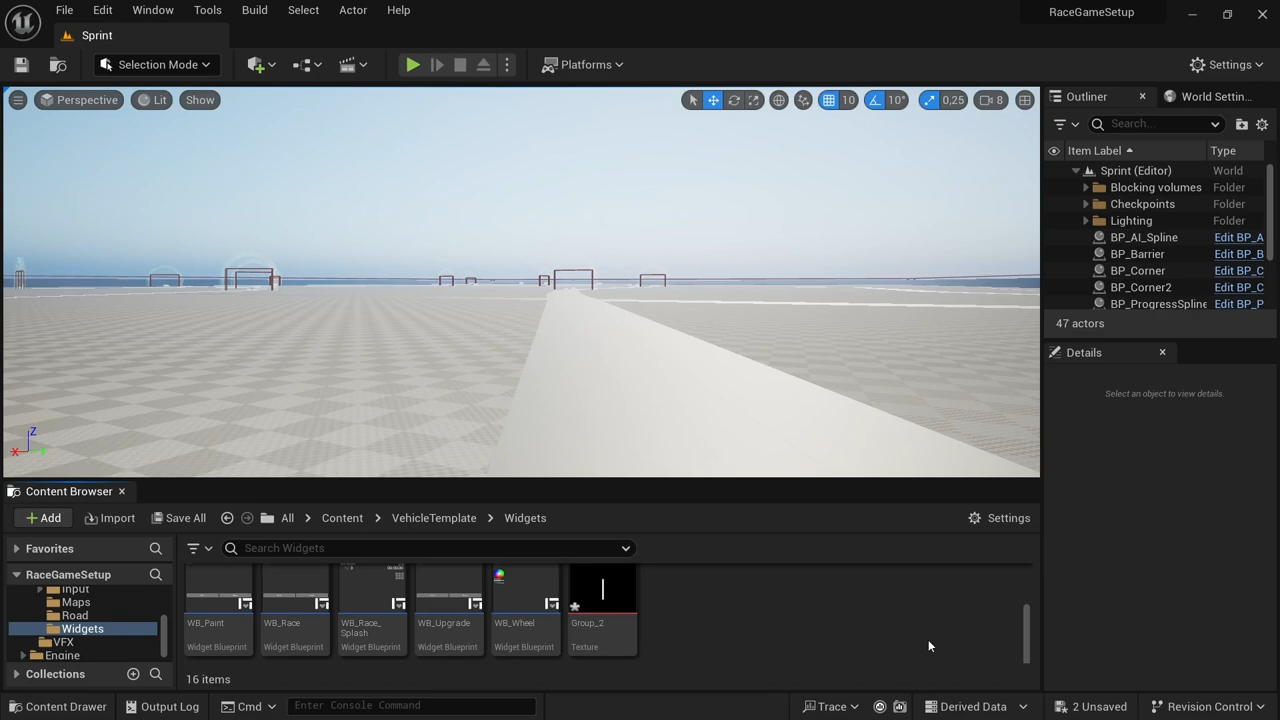 File Edit Window Tools Build Select Actor Help
RaceGameSetup
Sprint
Selection Mode
Platforms
Settings
Perspective Lit Show
10 10° 0,25 8
Outliner World Settin...
Search...
Item Label Type
Sprint (Editor) World
Blocking volumes Folder
Checkpoints Folder
Lighting Folder
BP_AI_Spline Edit BP_A
BP_Barrier Edit BP_B
BP_Corner Edit BP_C
BP_Corner2 Edit BP_C
BP_ProgressSpline Edit BP_P
47 actors
Details
Select an object to view details.
Z
X
Content Browser
Add Import Save All All Content VehicleTemplate Widgets Settings
Favorites
Search Widgets
RaceGameSetup
Input
Maps
Road
Widgets
VFX
Engine
Collections
WB_Paint
Widget Blueprint
WB_Race
Widget Blueprint
WB_Race_
Splash
Widget Blueprint
WB_Upgrade
Widget Blueprint
WB_Wheel
Widget Blueprint
Group_2
Texture
16 items
Content Drawer Output Log Cmd Enter Console Command Trace Derived Data 2 Unsaved Revision Control